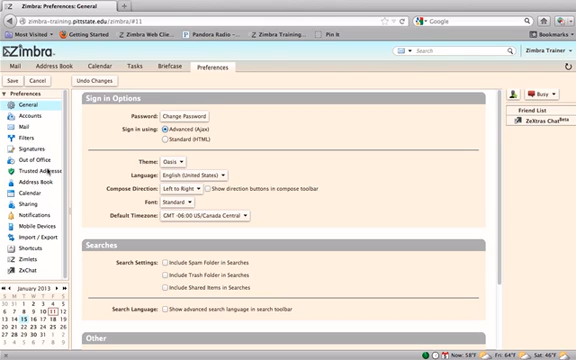 Zimbra: Preferences: General
zimbra-training.pittstate.edu/zimbra/#11
Google
Most Visited
Getting Started
Zimbra Web Clie...
Pandora Radio - ...
Zimbra Training...
Pin It
Bookmarks
Zimbra
Search
Zimbra Trainer
Mail
Address Book
Calendar
Tasks
Briefcase
Preferences
Save
Cancel
Undo Changes
Preferences
General
Accounts
Mail
Filters
Signatures
Out of Office
Trusted Addresse
Address Book
Calendar
Sharing
Notifications
Mobile Devices
Import / Export
Shortcuts
Zimlets
ZxChat
January 2013
Sign in Options
Password: Change Password
Sign in using: Advanced (Ajax)
Standard (HTML)
Theme: Oasis
Language: English (United States)
Compose Direction: Left to Right Show direction buttons in compose toolbar
Font: Standard
Default Timezone: GMT -06:00 US/Canada Central
Searches
Search Settings: Include Spam Folder in Searches
Include Trash Folder in Searches
Include Shared Items in Searches
Search Language: Show advanced search language in search toolbar
Other
Busy
Friend List
ZeXtras Chat Beta
Now: 58°F
Fri: 64°F
Sat: 46°F